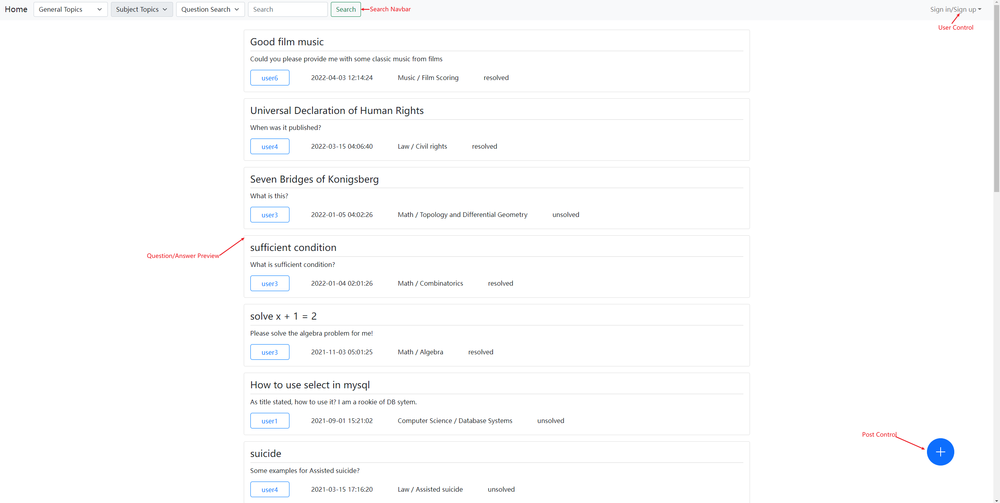 Home General Topics Subject Topics Question Search Search Search Search Navbar Sign in/Sign up
User Control
Good film music
Could you please provide me with some classic music from films
user6 2022-04-03 12:14:24 Music / Film Scoring resolved
Universal Declaration of Human Rights
When was it published?
user4 2022-03-15 04:06:40 Law / Civil rights resolved
Seven Bridges of Konigsberg
What is this?
user3 2022-01-05 04:02:26 Math / Topology and Differential Geometry unsolved
sufficient condition
Question/Answer Preview
What is sufficient condition?
user3 2022-01-04 02:01:26 Math / Combinatorics resolved
solve x + 1 = 2
Please solve the algebra problem for me!
user3 2021-11-03 05:01:25 Math / Algebra resolved
How to use select in mysql
As title stated, how to use it? I am a rookie of DB sytem.
user1 2021-09-01 15:21:02 Computer Science / Database Systems unsolved
Post Control
suicide
Some examples for Assisted suicide?
user4 2021-03-15 17:16:20 Law / Assisted suicide unsolved